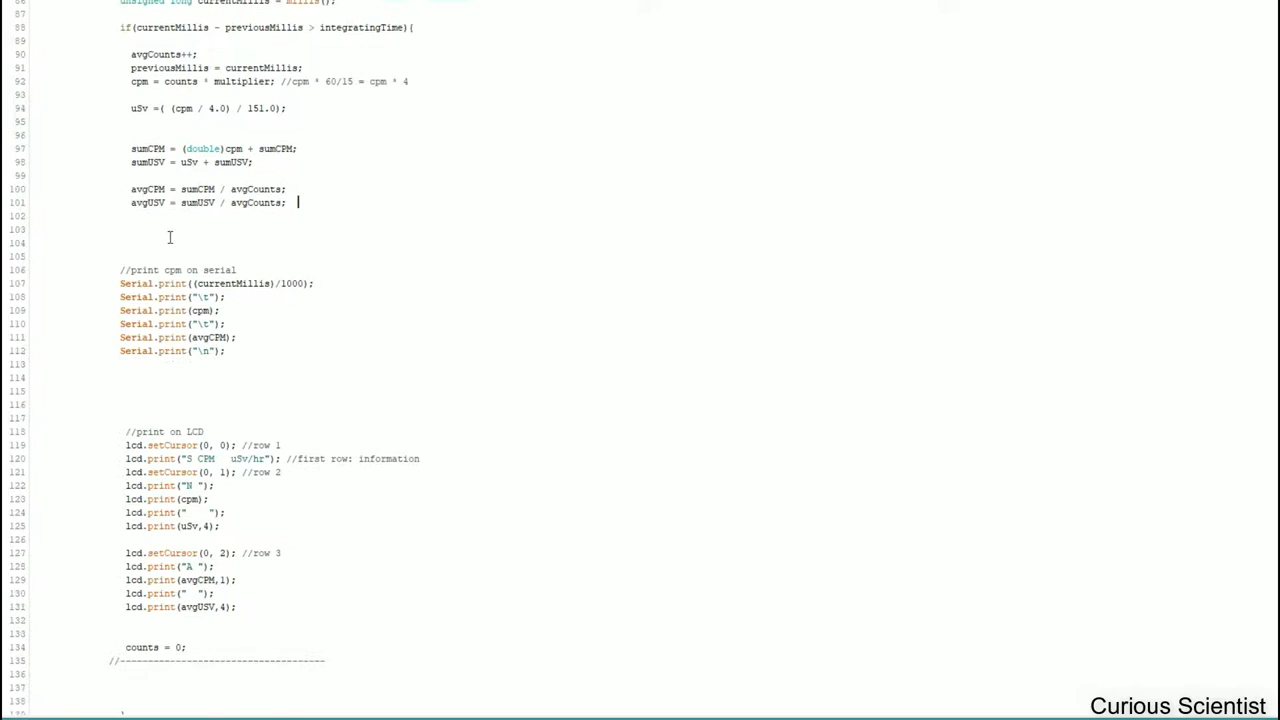 86 unsigned long currentMillis = millis();
87
88 if(currentMillis - previousMillis > integratingTime){
89
90 avgCounts++;
91 previousMillis = currentMillis;
92 cpm = counts * multiplier; //cpm * 60/15 = cpm * 4
93
94 uSv =( (cpm / 4.0) / 151.0);
95
96
97 sumCPM = (double)cpm + sumCPM;
98 sumUSV = uSv + sumUSV;
99
100 avgCPM = sumCPM / avgCounts;
101 avgUSV = sumUSV / avgCounts;
102
103
104
105
106 //print cpm on serial
107 Serial.print((currentMillis)/1000);
108 Serial.print("\t");
109 Serial.print(cpm);
110 Serial.print("\t");
111 Serial.print(avgCPM);
112 Serial.print("\n");
113
114
115
116
117
118 //print on LCD
119 lcd.setCursor(0, 0); //row 1
120 lcd.print("S CPM   uSv/hr"); //first row: information
121 lcd.setCursor(0, 1); //row 2
122 lcd.print("N ");
123 lcd.print(cpm);
124 lcd.print("    ");
125 lcd.print(uSv,4);
126
127 lcd.setCursor(0, 2); //row 3
128 lcd.print("A ");
129 lcd.print(avgCPM,1);
130 lcd.print("  ");
131 lcd.print(avgUSV,4);
132
133
134 counts = 0;
135 //-------------------------------------
136
137
138
139 }
Curious Scientist